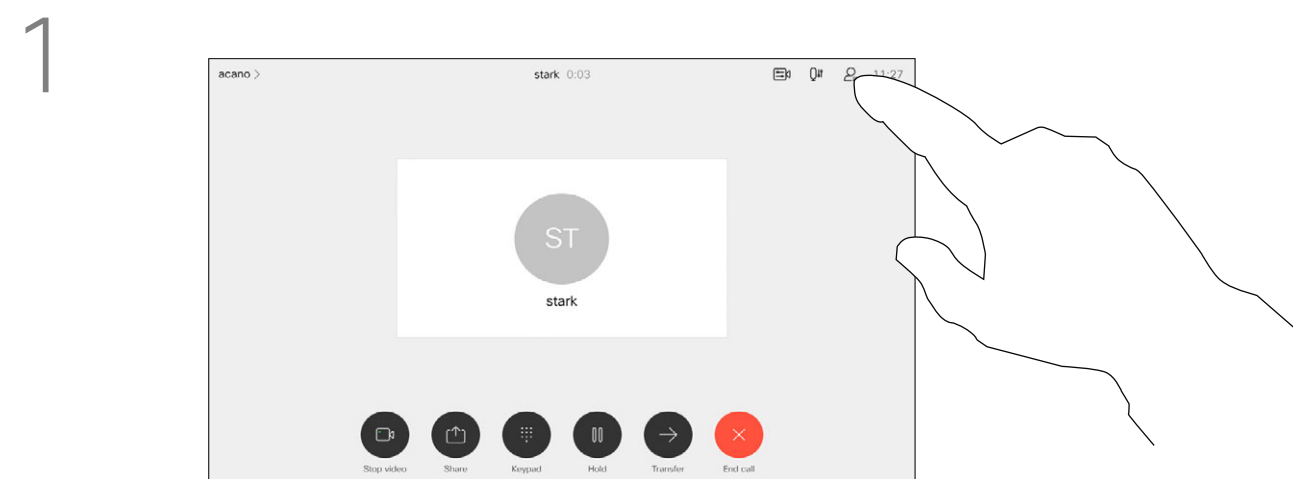 1
acano >
stark 0:03
11:27
ST
stark
Stop video
Share
Keypad
Hold
Transfer
End call